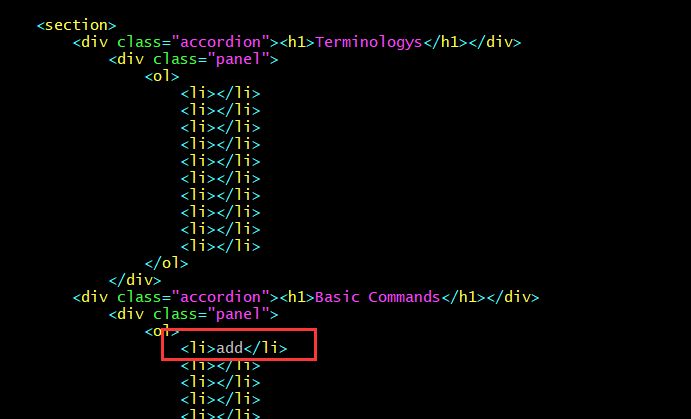 <section>
<div class="accordion"><h1>Terminologys</h1></div>
<div class="panel">
<ol>
<li></li>
<li></li>
<li></li>
<li></li>
<li></li>
<li></li>
<li></li>
<li></li>
<li></li>
<li></li>
</ol>
</div>
<div class="accordion"><h1>Basic Commands</h1></div>
<div class="panel">
<ol>
<li>add</li>
<li></li>
<li></li>
<li></li>
<li></li>